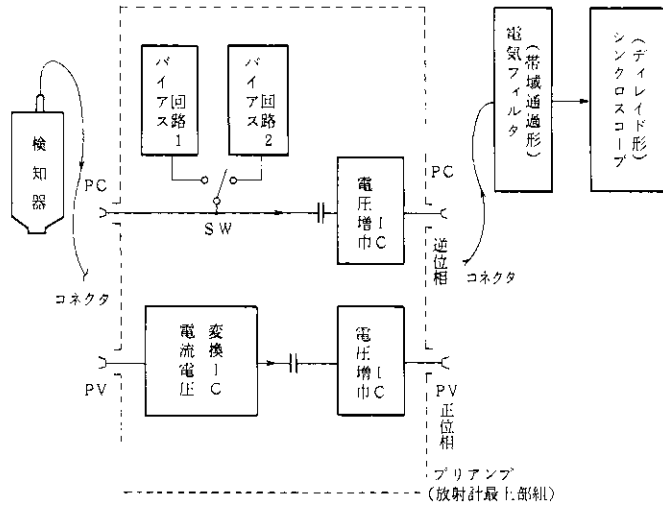 検知器
コネクタ
PC
PV
バイアス
回路1
バイアス
回路2
SW
電圧増巾
IC
電流電圧
変換IC
電圧増巾
IC
PC
逆位相
PV
正位相
コネクタ
電気フィルタ
(帯域通過形)
シンクロスコープ
(ディレイド形)
プリアンプ
(放射計最上部組)